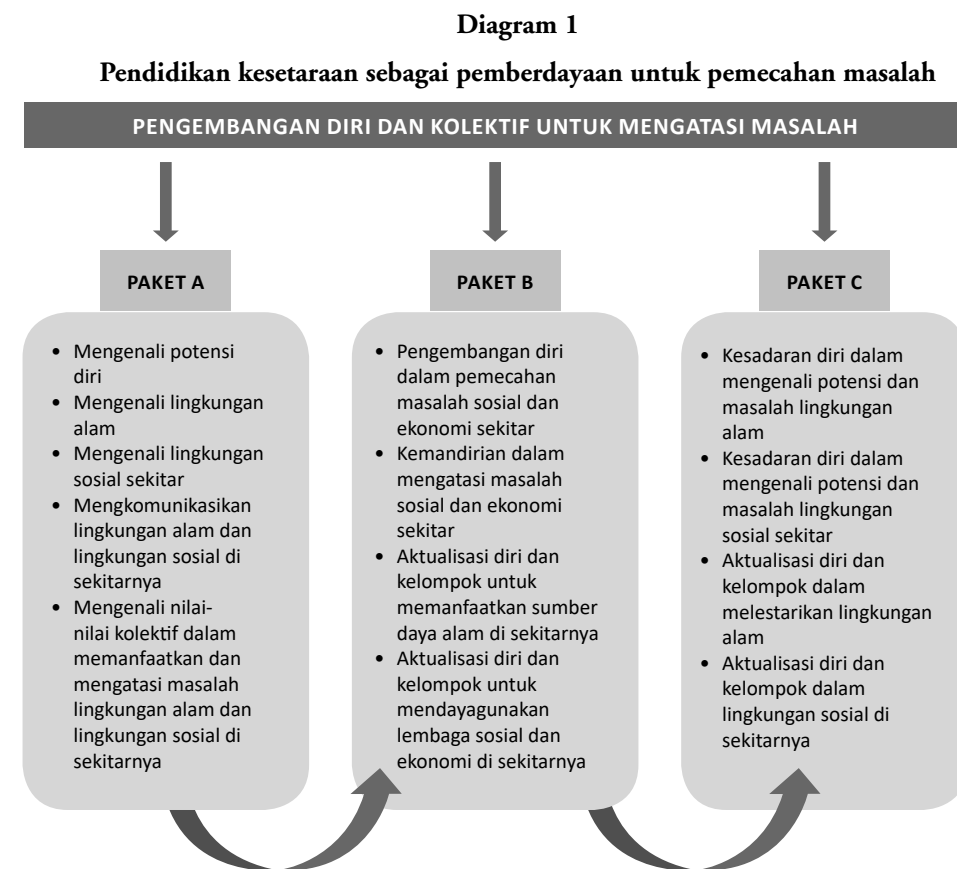 Diagram 1
Pendidikan kesetaraan sebagai pemberdayaan untuk pemecahan masalah
PENGEMBANGAN DIRI DAN KOLEKTIF UNTUK MENGATASI MASALAH
PAKET A
• Mengenali potensi
diri
• Mengenali lingkungan
alam
• Mengenali lingkungan
sosial sekitar
• Mengkomunikasikan
lingkungan alam dan
lingkungan sosial di
sekitarnya
• Mengenali nilai-
nilai kolektif dalam
memanfaatkan dan
mengatasi masalah
lingkungan alam dan
lingkungan sosial di
sekitarnya
PAKET B
• Pengembangan diri
dalam pemecahan
masalah sosial dan
ekonomi sekitar
• Kemandirian dalam
mengatasi masalah
sosial dan ekonomi
sekitar
• Aktualisasi diri dan
kelompok untuk
memanfaatkan sumber
daya alam di sekitarnya
• Aktualisasi diri dan
kelompok untuk
mendayagunakan
lembaga sosial dan
ekonomi di sekitarnya
PAKET C
• Kesadaran diri dalam
mengenali potensi dan
masalah lingkungan
alam
• Kesadaran diri dalam
mengenali potensi dan
masalah lingkungan
sosial sekitar
• Aktualisasi diri dan
kelompok dalam
melestarikan lingkungan
alam
• Aktualisasi diri dan
kelompok dalam
lingkungan sosial di
sekitarnya